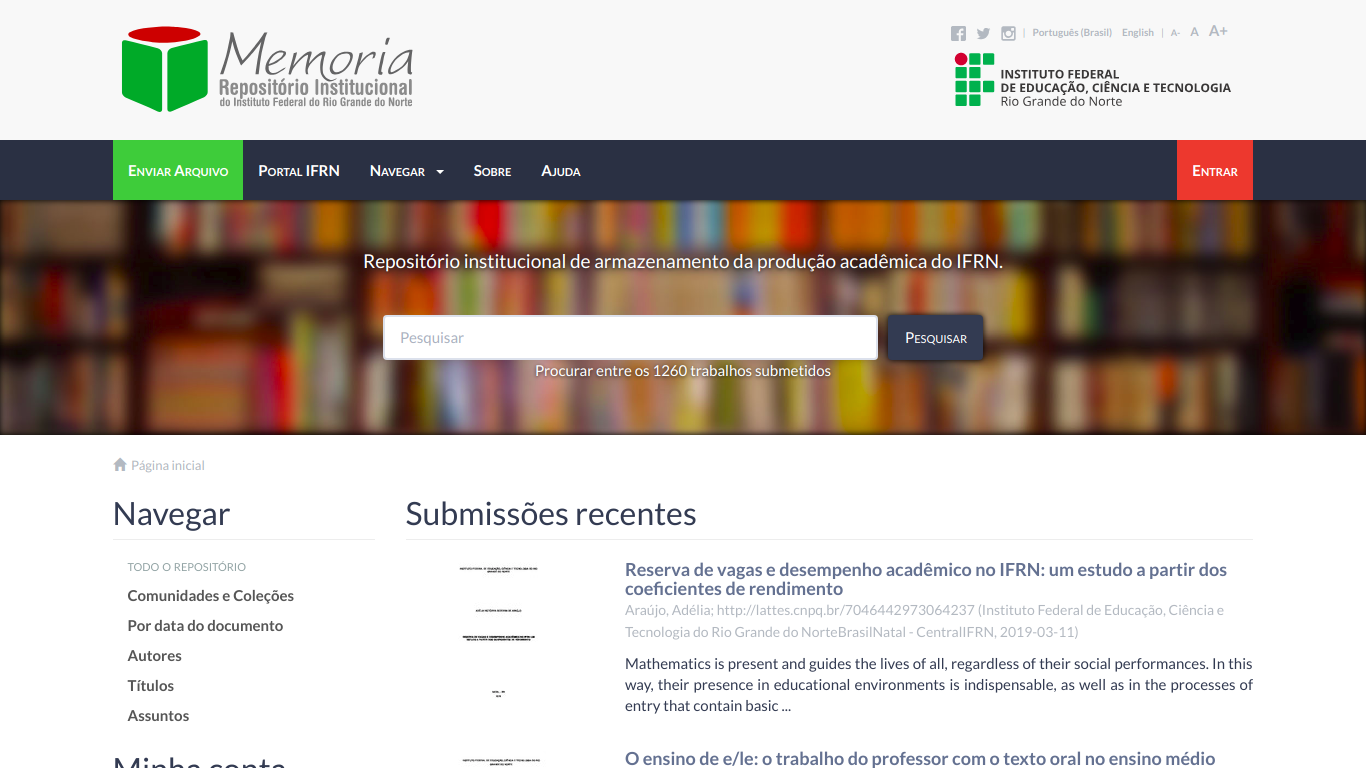 Memoria
Repositório Institucional
do Instituto Federal do Rio Grande do Norte
Português (Brasil) English | A- A A+
INSTITUTO FEDERAL
DE EDUCAÇÃO, CIÊNCIA E TECNOLOGIA
Rio Grande do Norte
Enviar Arquivo Portal IFRN Navegar Sobre Ajuda Entrar
Repositório institucional de armazenamento da produção acadêmica do IFRN.
Pesquisar Pesquisar
Procurar entre os 1260 trabalhos submetidos
Página inicial
Navegar
TODO O REPOSITÓRIO
Comunidades e Coleções
Por data do documento
Autores
Títulos
Assuntos
Minha conta
Submissões recentes
Reserva de vagas e desempenho acadêmico no IFRN: um estudo a partir dos
coeficientes de rendimento
Araújo, Adélia; http://lattes.cnpq.br/7046442973064237 (Instituto Federal de Educação, Ciência e
Tecnologia do Rio Grande do NorteBrasilNatal - CentralIFRN, 2019-03-11)
Mathematics is present and guides the lives of all, regardless of their social performances. In this
way, their presence in educational environments is indispensable, as well as in the processes of
entry that contain basic ...
O ensino de e/le: o trabalho do professor com o texto oral no ensino médio